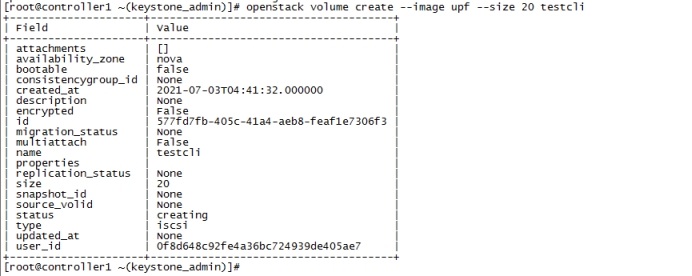 [root@controller1 ~(keystone_admin)]# openstack volume create --image upf --size 20 testcli
+---------------------+--------------------------------------+
| Field | Value |
+---------------------+--------------------------------------+
| attachments | [] |
| availability_zone | nova |
| bootable | false |
| consistencygroup_id | None |
| created_at | 2021-07-03T04:41:32.000000 |
| description | None |
| encrypted | False |
| id | 577fd7fb-405c-41a4-aeb8-feaf1e7306f3 |
| migration_status | None |
| multiattach | False |
| name | testcli |
| properties | |
| replication_status | None |
| size | 20 |
| snapshot_id | None |
| source_volid | None |
| status | creating |
| type | iscsi |
| updated_at | None |
| user_id | 0f8d648c92fe4a36bc724939de405ae7 |
+---------------------+--------------------------------------+
[root@controller1 ~(keystone_admin)]#